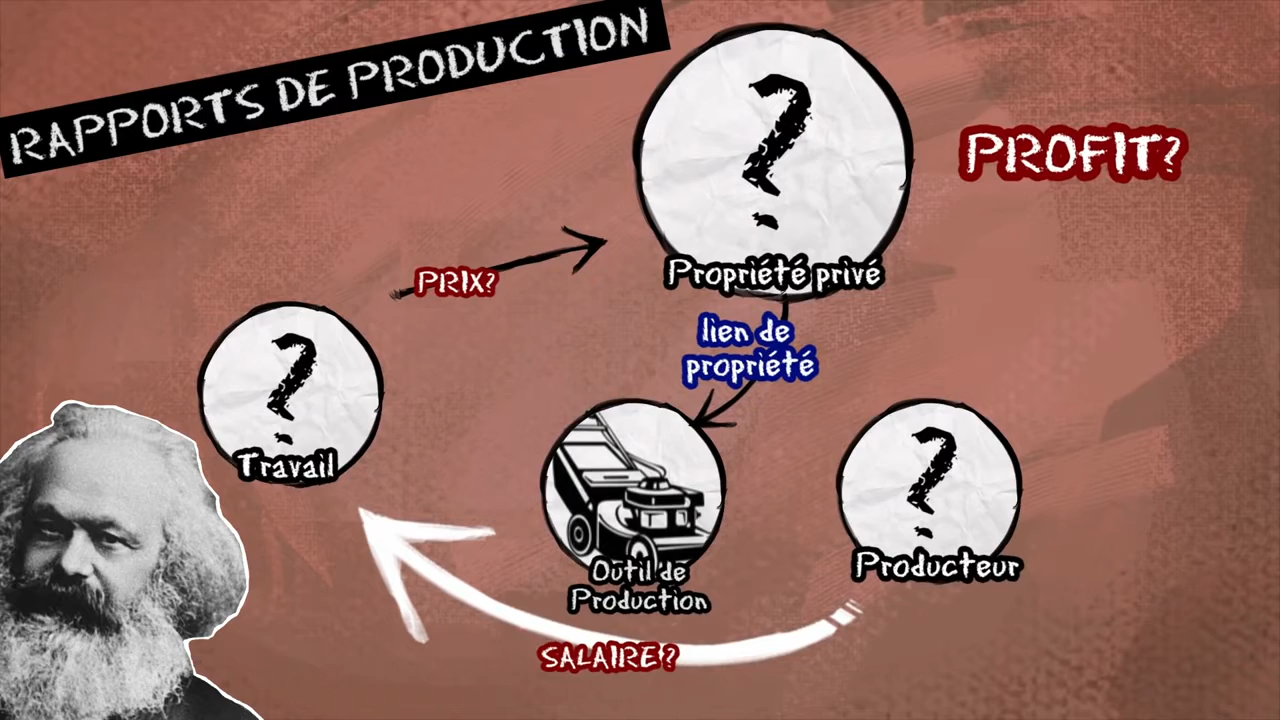 RAPPORTS DE PRODUCTION
PROFIT?
Propriété privé
PRIX?
lien de
propriété
Travail
Outil de
Production
Producteur
SALAIRE?